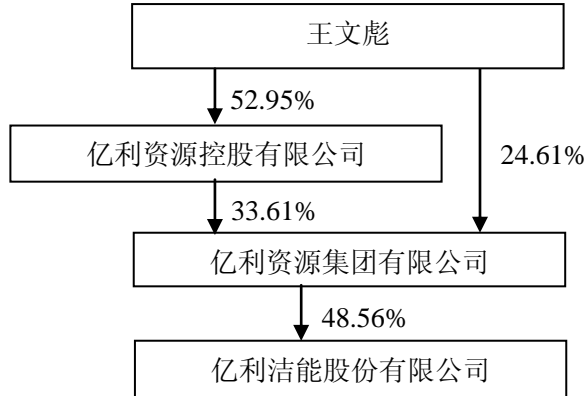 王文彪
52.95%
亿利资源控股有限公司
24.61%
33.61%
亿利资源集团有限公司
48.56%
亿利洁能股份有限公司